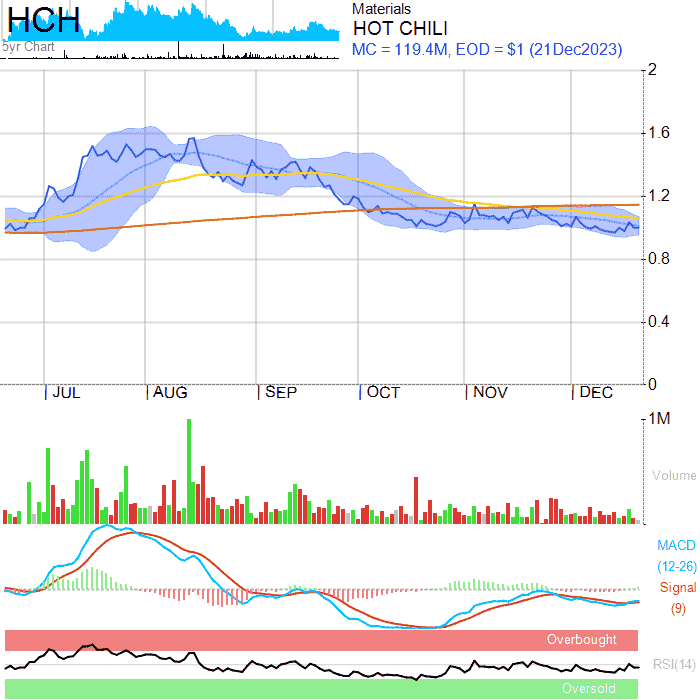 HCH
5yr Chart
Materials
HOT CHILI
MC = 119.4M, EOD = $1 (21Dec2023)
2
1.6
1.2
0.8
0.4
0
JUL AUG SEP OCT NOV DEC
1M
Volume
MACD
(12-26)
Signal
(9)
Overbought
RSI(14)
Oversold